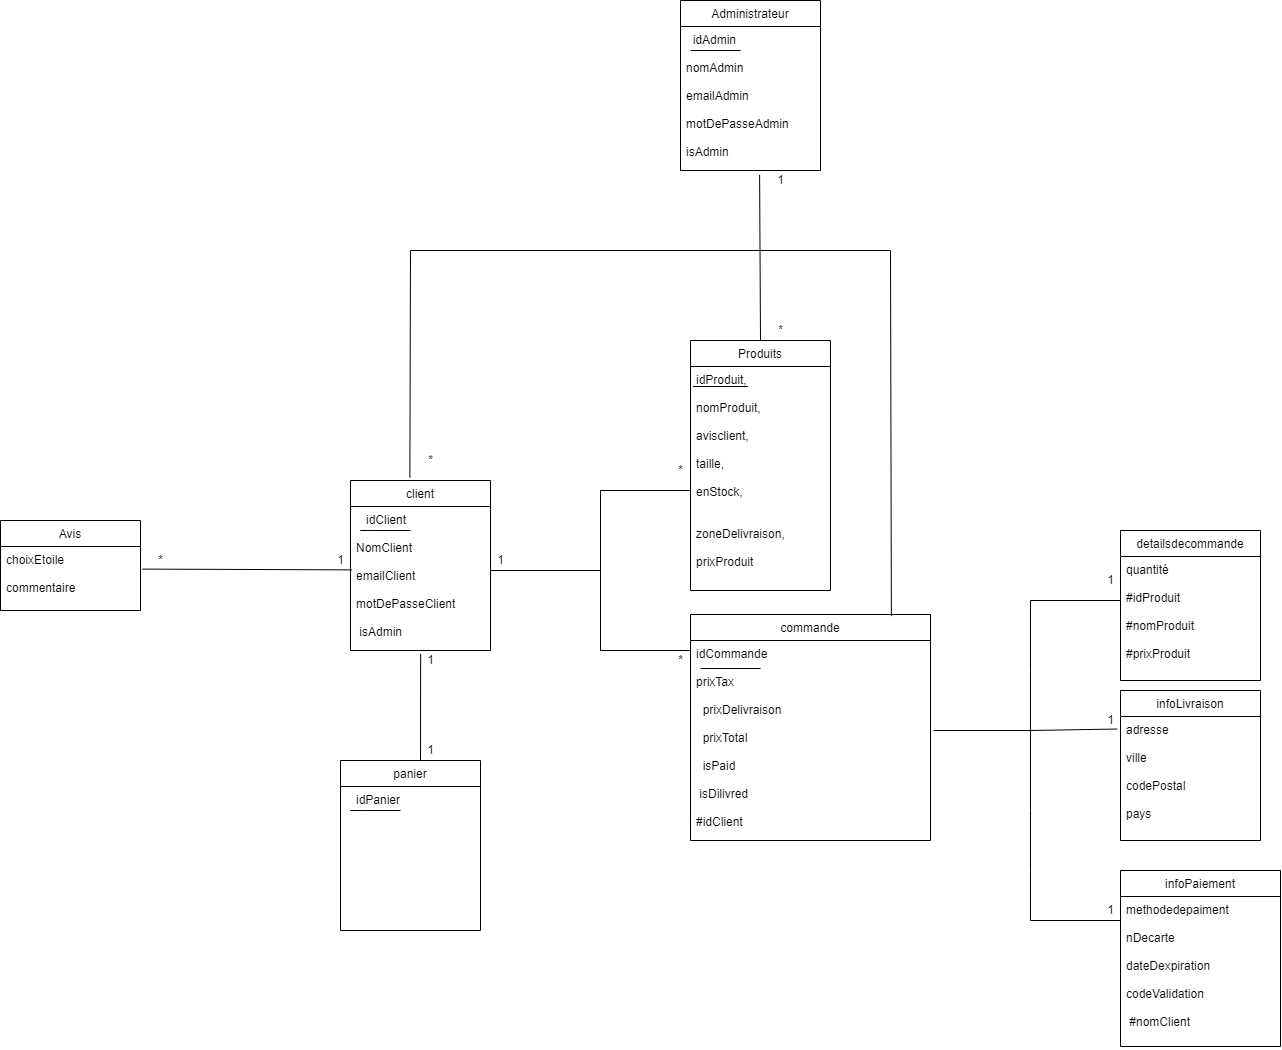 Administrateur
idAdmin
nomAdmin
emailAdmin
motDePasseAdmin
isAdmin
1
*
Produits
idProduit,
nomProduit,
avisclient,
taille,
enStock,
zoneDelivraison,
prixProduit
*
*
client
idClient
NomClient
emailClient
motDePasseClient
isAdmin
1
1
1
*
Avis
choixEtoile
commentaire
1
panier
idPanier
*
commande
idCommande
prixTax
prixDelivraison
prixTotal
isPaid
isDilivred
#idClient
1
detailsdecommande
quantité
#idProduit
#nomProduit
#prixProduit
1
infoLivraison
adresse
ville
codePostal
pays
1
infoPaiement
methodedepaiment
nDecarte
dateDexpiration
codeValidation
#nomClient